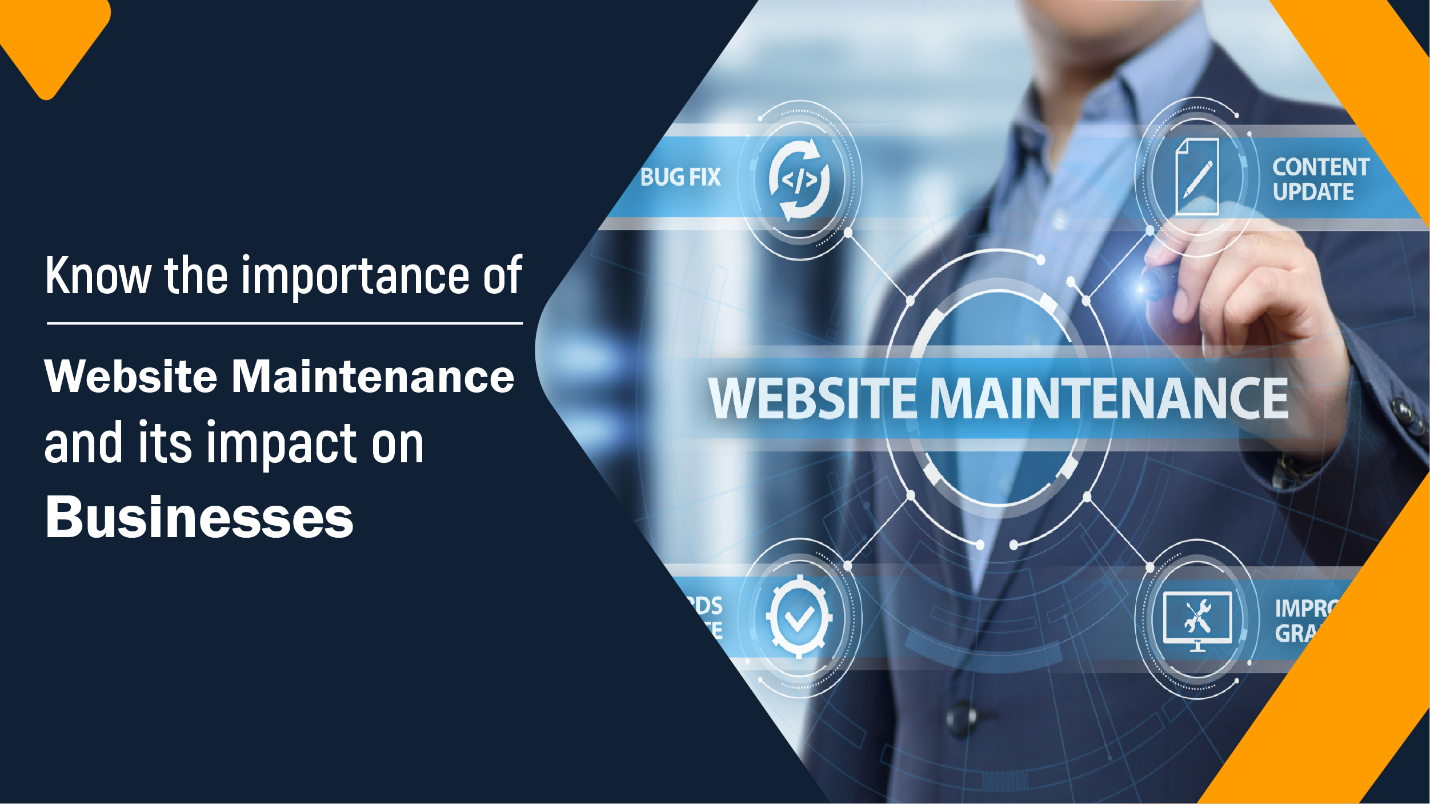 Know the importance of
Website Maintenance
and its impact on
Businesses
BUG FIX
CONTENT
UPDATE
WEBSITE MAINTENANCE